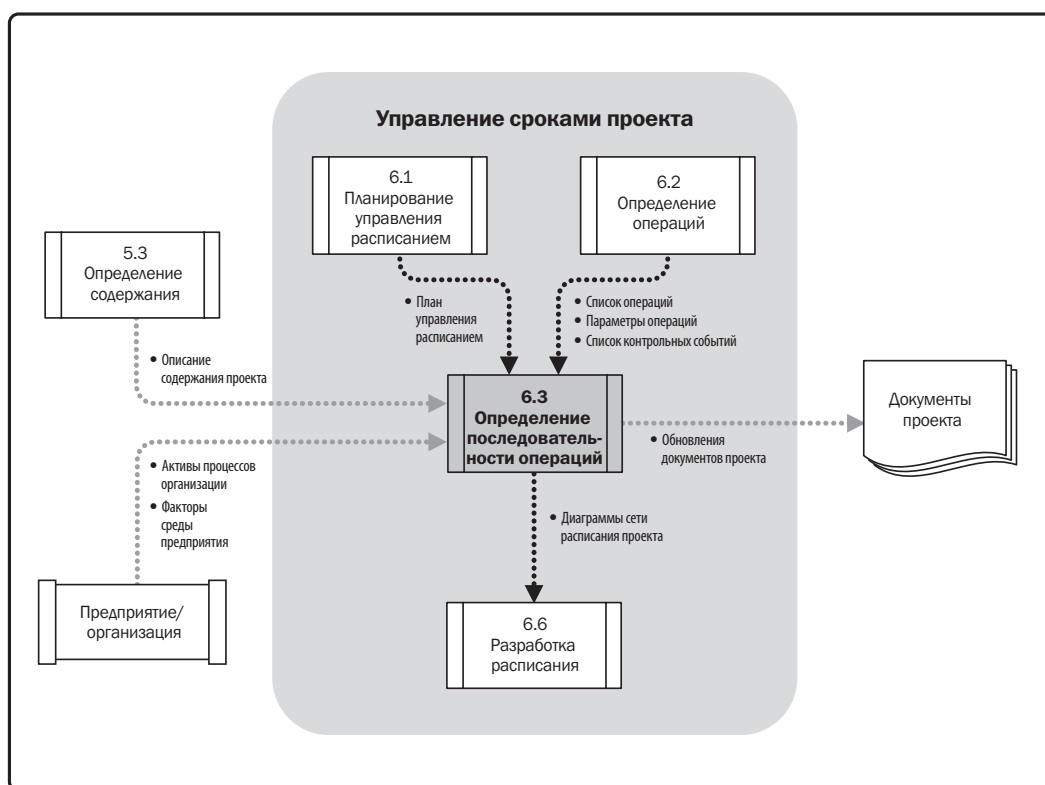 Управление сроками проекта
6.1
Планирование
управления
расписанием
6.2
Определение
операций
5.3
Определение
содержания
• План
управления
расписанием
• Список операций
• Параметры операций
• Список контрольных событий
• Описание
содержания проекта
6.3
Определение
последователь-
ности операций
Документы
проекта
• Обновления
документов проекта
• Активы процессов
организации
• Факторы
среды
предприятия
• Диаграммы сети
расписания проекта
Предприятие/
организация
6.6
Разработка
расписания